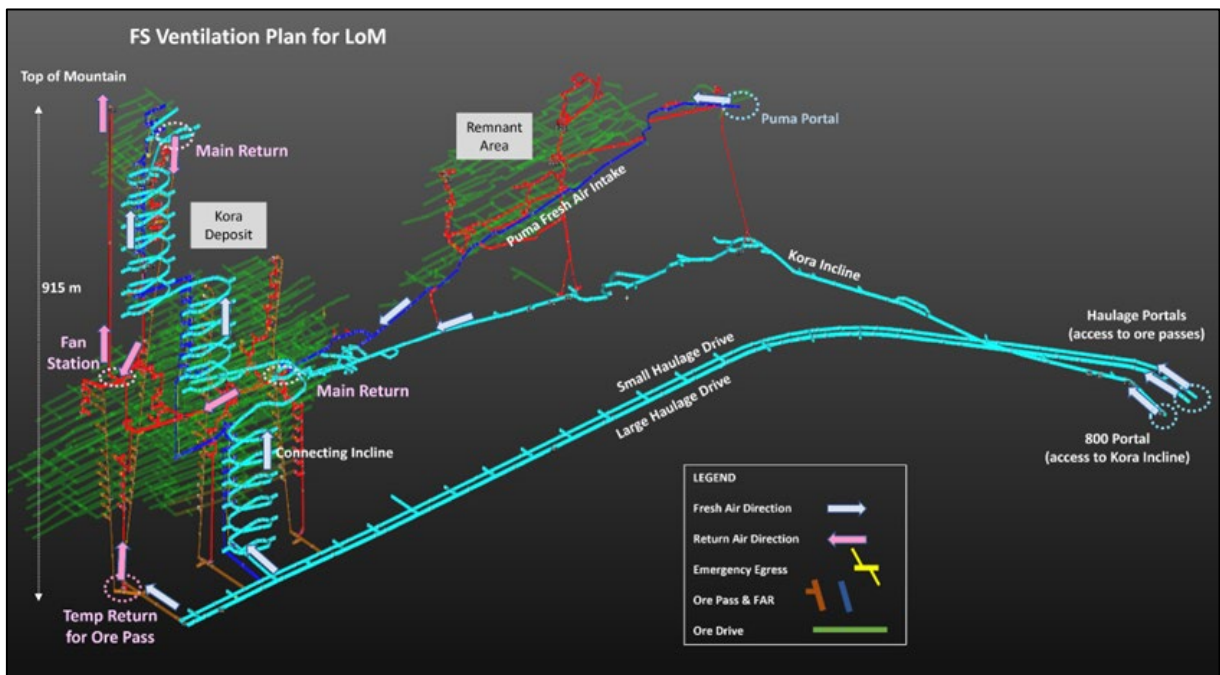 FS Ventilation Plan for LoM
Top of Mountain
Main Return
Remnant
Area
Puma Portal
Kora
Deposit
Puma Fresh Air Intake
Kora Incline
915 m
Fan
Station
Main Return
Small Haulage Drive
Large Haulage Drive
Haulage Portals
(access to ore passes)
800 Portal
(access to Kora Incline)
Connecting Incline
Temp Return
for Ore Pass
LEGEND
Fresh Air Direction
Return Air Direction
Emergency Egress
Ore Pass & FAR
Ore Drive